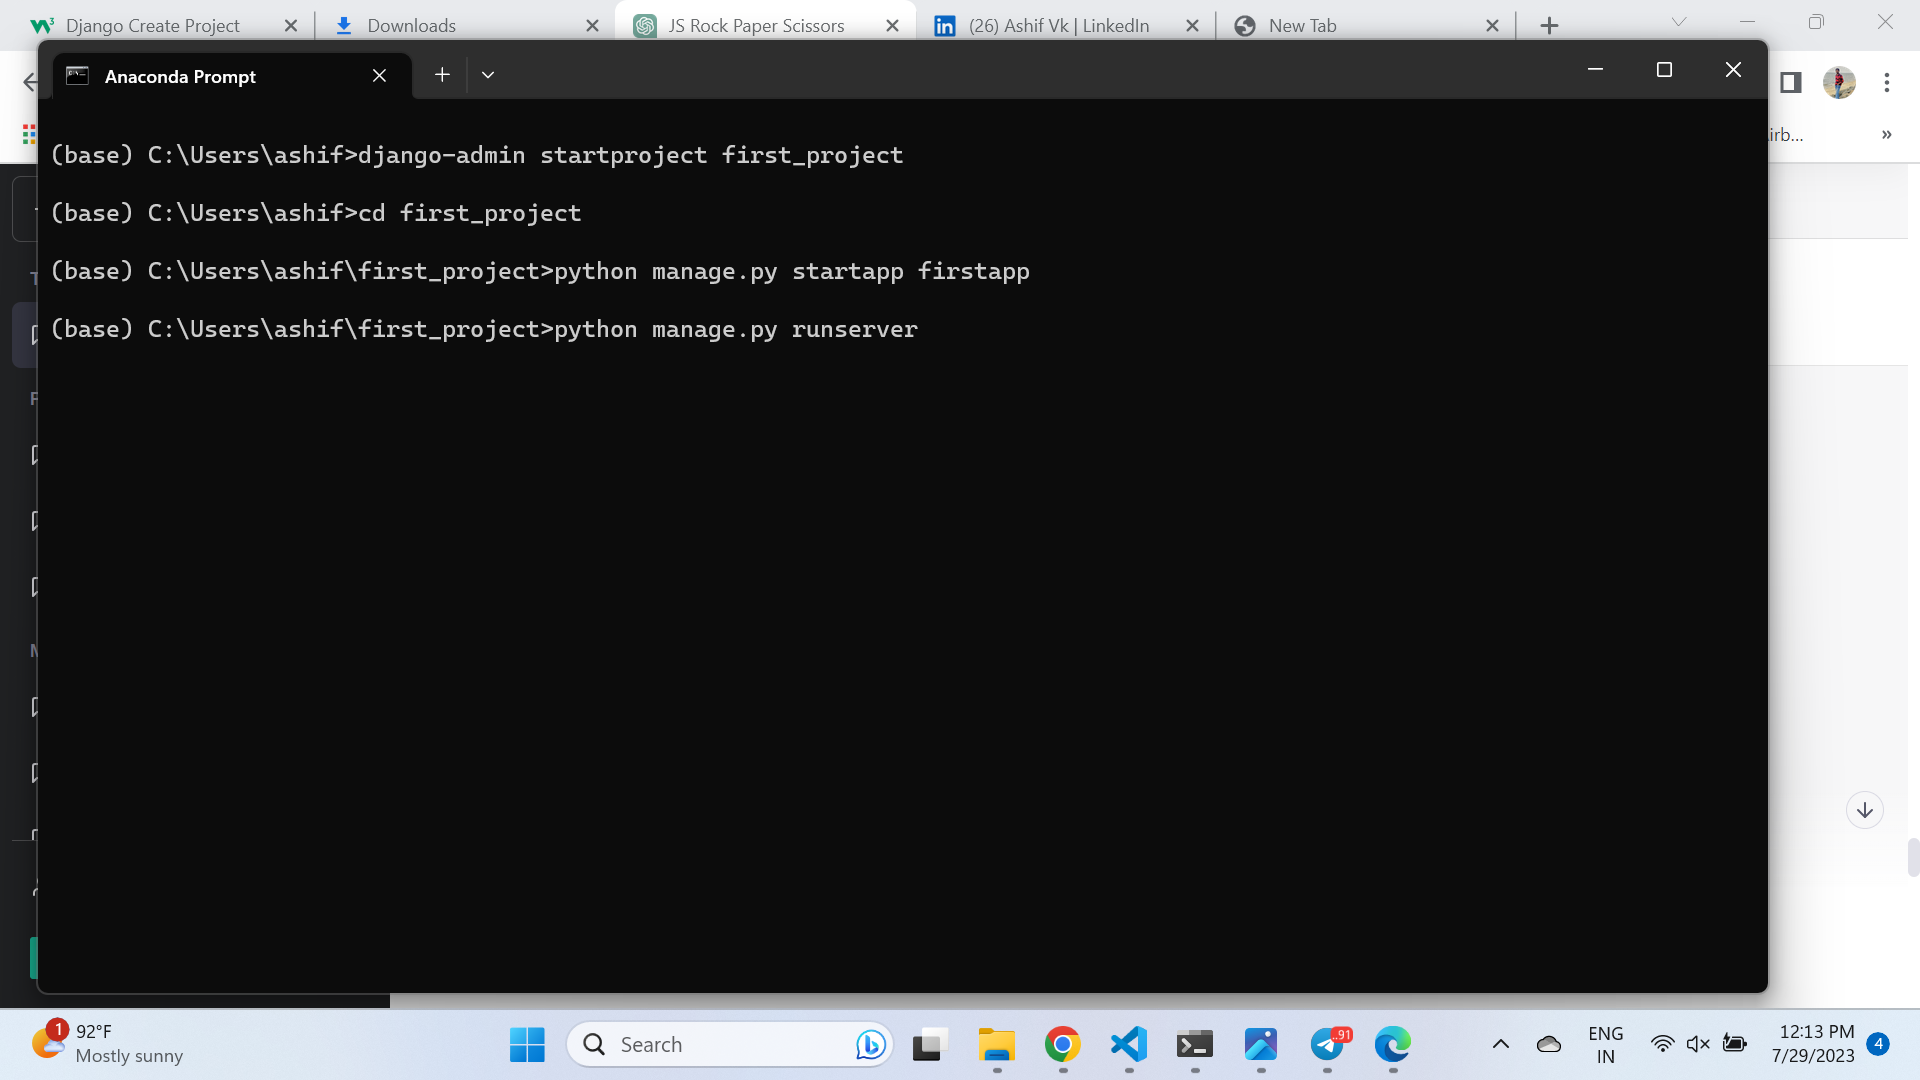 Django Create Project
Downloads
JS Rock Paper Scissors
(26) Ashif Vk | LinkedIn
New Tab
Anaconda Prompt
irb...
(base) C:\Users\ashif>django-admin startproject first_project
(base) C:\Users\ashif>cd first_project
(base) C:\Users\ashif\first_project>python manage.py startapp firstapp
(base) C:\Users\ashif\first_project>python manage.py runserver
1
92°F
Mostly sunny
Search
..91
ENG
IN
12:13 PM
7/29/2023
4